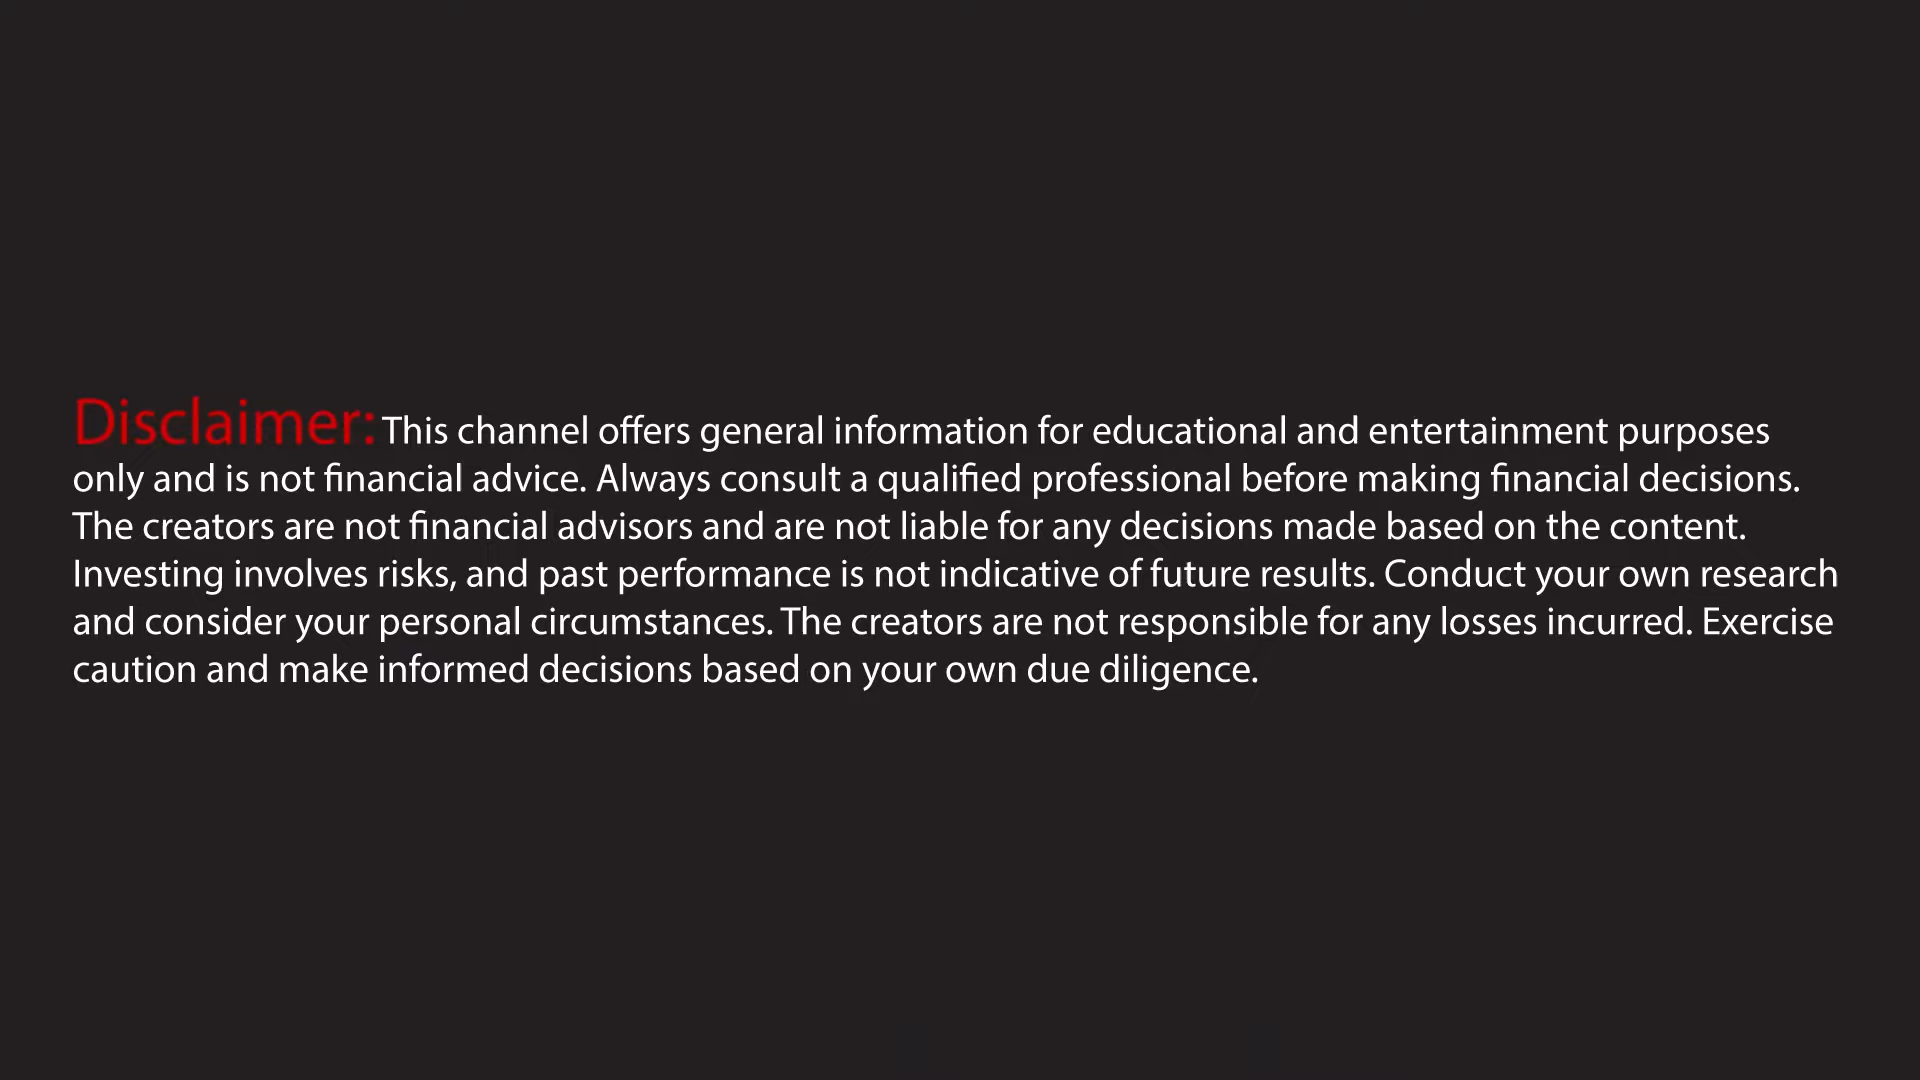 Disclaimer: This channel offers general information for educational and entertainment purposes
only and is not financial advice. Always consult a qualified professional before making financial decisions.
The creators are not financial advisors and are not liable for any decisions made based on the content.
Investing involves risks, and past performance is not indicative of future results. Conduct your own research
and consider your personal circumstances. The creators are not responsible for any losses incurred. Exercise
caution and make informed decisions based on your own due diligence.